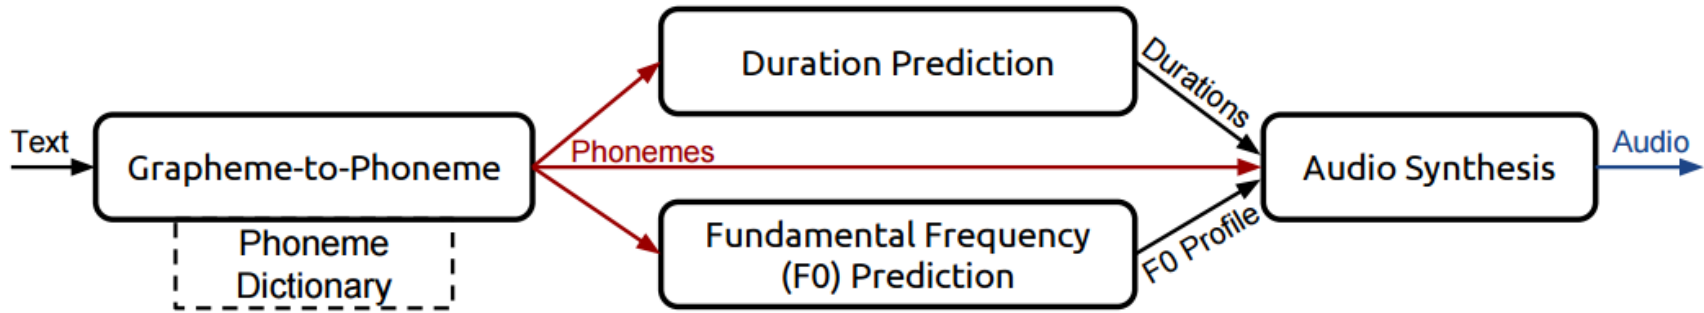 Text
Grapheme-to-Phoneme
Phoneme
Dictionary
Phonemes
Duration Prediction
Fundamental Frequency
(F0) Prediction
Durations
F0 Profile
Audio Synthesis
Audio